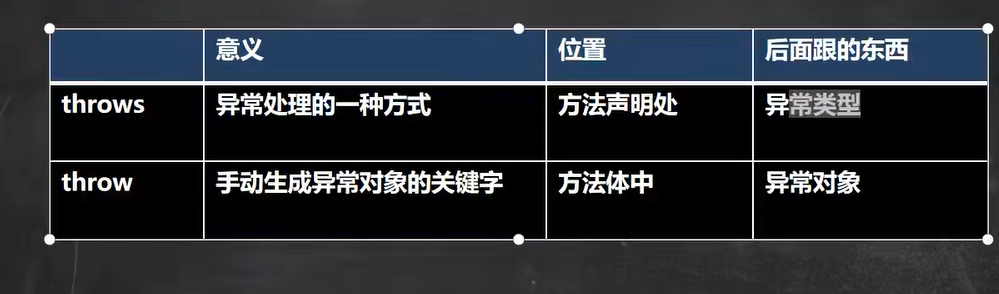 意义 位置 后面跟的东西
throws 异常处理的一种方式 方法声明处 异常类型
throw 手动生成异常对象的关键字 方法体中 异常对象